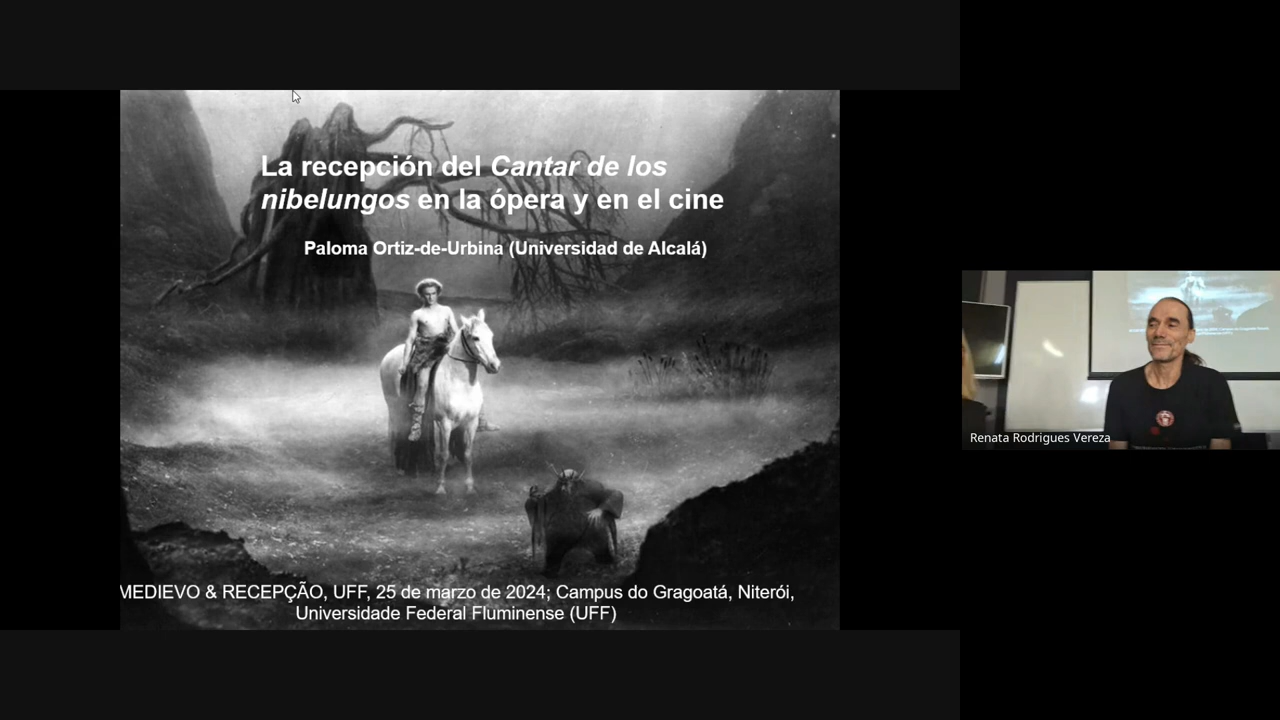 La recepción del Cantar de los
nibelungos en la ópera y en el cine
Paloma Ortiz-de-Urbina (Universidad de Alcalá)
MEDIEVO & RECEPÇÃO, UFF, 25 de marzo de 2024; Campus do Gragoatá, Niterói,
Universidade Federal Fluminense (UFF)
Renata Rodrigues Vereza